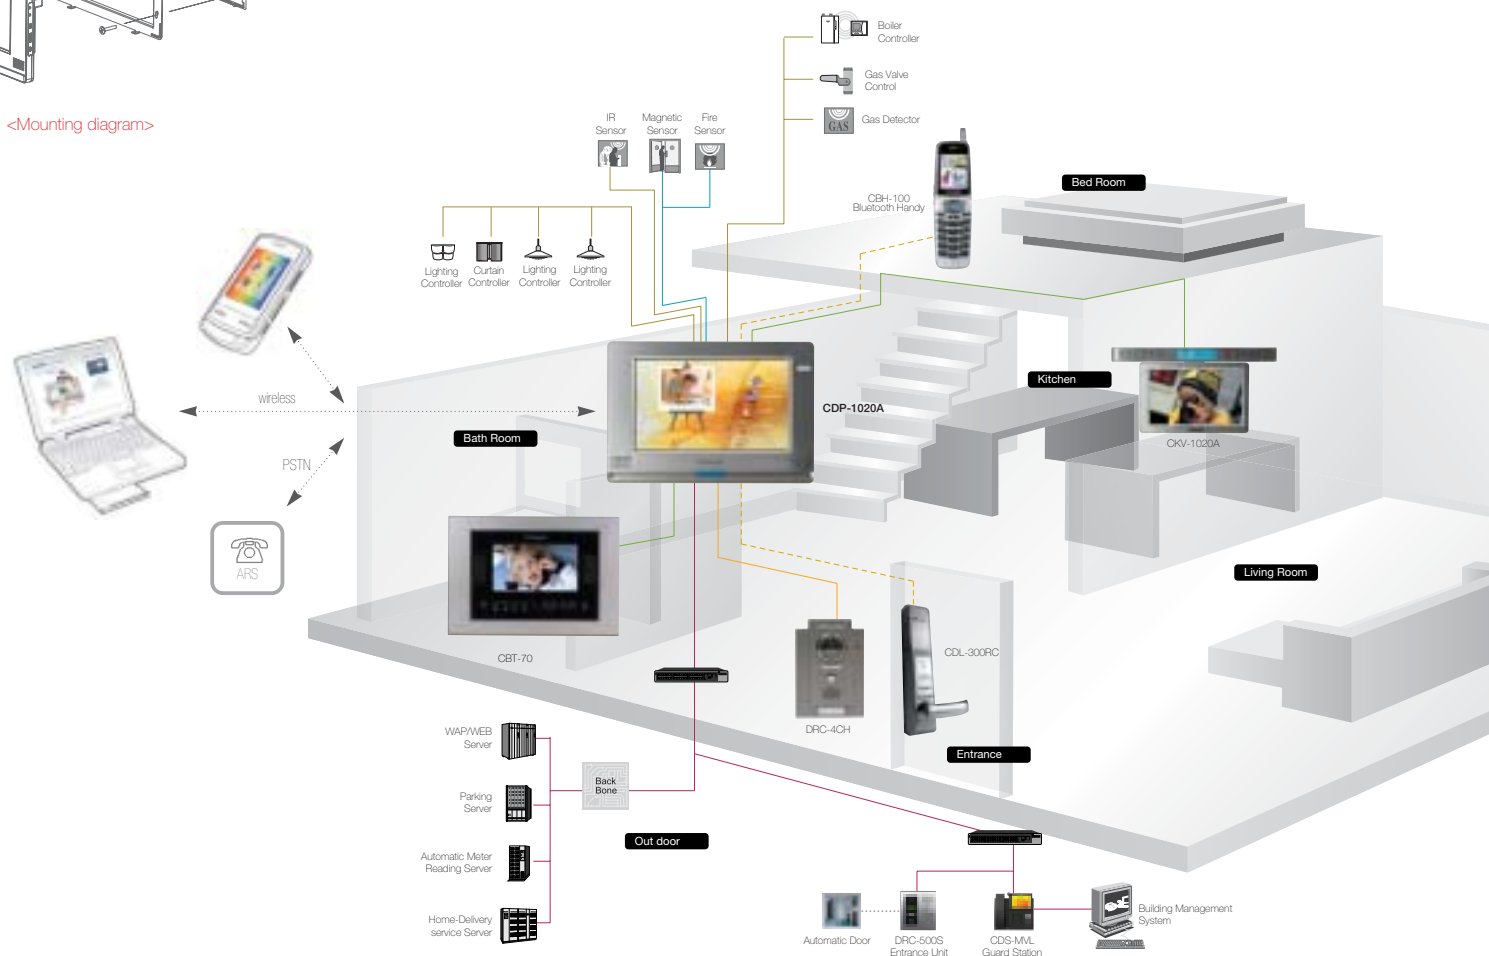 <Mounting diagram>
Boiler
Controller
Gas Valve
Control
GAS
Gas Detector
IR
Sensor
Magnetic
Sensor
Fire
Sensor
CBH-100
Bluetooth Handy
Bed Room
Lighting
Controller
Curtain
Controller
Lighting
Controller
Lighting
Controller
wireless
PSTN
ARS
Bath Room
CDP-1020A
Kitchen
CKV-1020A
Living Room
CBT-70
DRC-4CH
CDL-300RC
Entrance
WAP/WEB
Server
Parking
Server
Automatic Meter
Reading Server
Home-Delivery
service Server
Back
Bone
Out door
Automatic Door
DRC-500S
Entrance Unit
CDS-MVL
Guard Station
Building Management
System